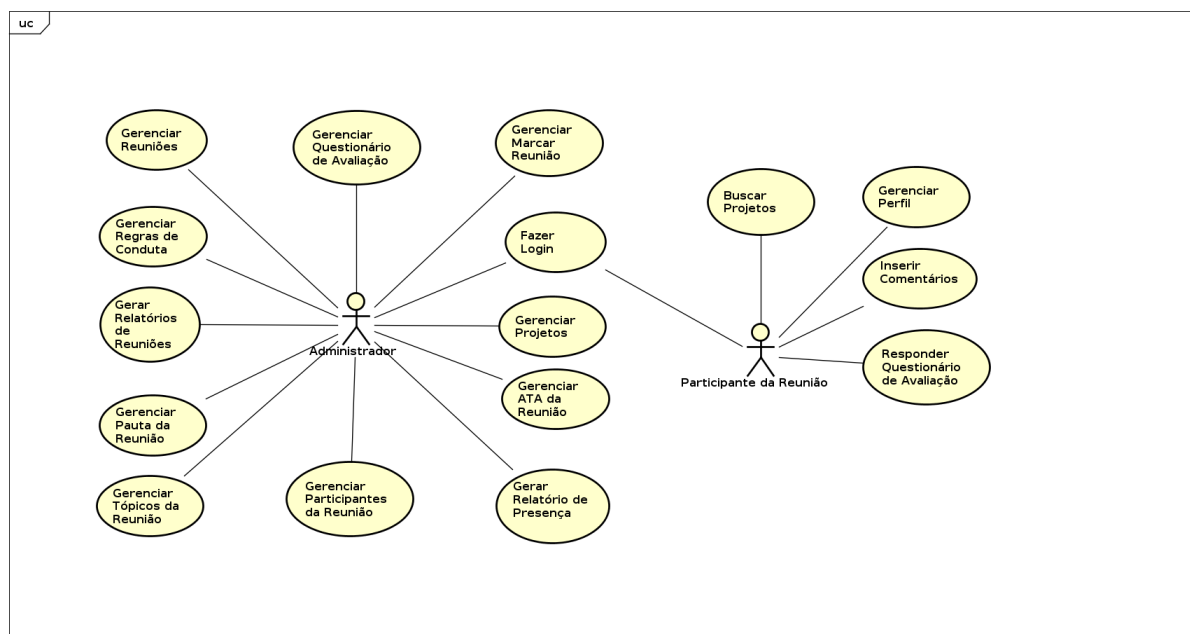 uc
Gerenciar
Reuniões
Gerenciar
Questionário
de Avaliação
Gerenciar
Marcar
Reunião
Buscar
Projetos
Gerenciar
Perfil
Gerenciar
Regras de
Conduta
Fazer
Login
Inserir
Comentários
Gerar
Relatórios
de
Reuniões
Administrador
Gerenciar
Projetos
Participante da Reunião
Responder
Questionário
de Avaliação
Gerenciar
Pauta da
Reunião
Gerenciar
ATA da
Reunião
Gerenciar
Tópicos da
Reunião
Gerenciar
Participantes
da Reunião
Gerar
Relatório de
Presença